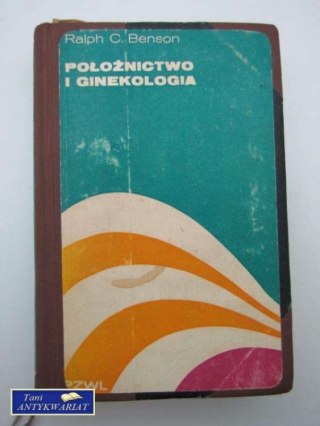 Ralph C. Benson
POŁOŻNICTWO
I GINEKOLOGIA
PZWL
Tani
ANTYKWARIAT